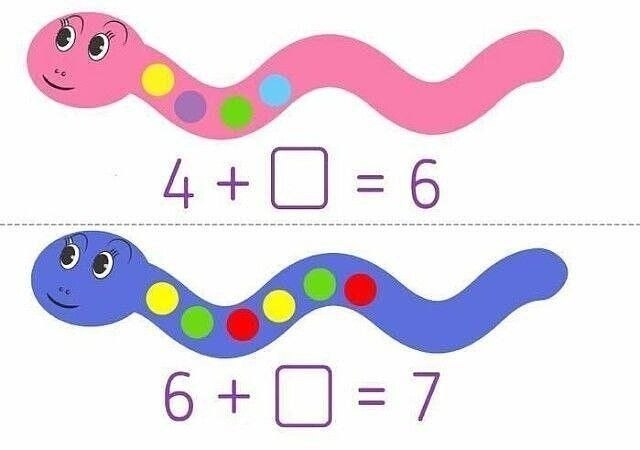 4 + □ = 6
6 + □ = 7